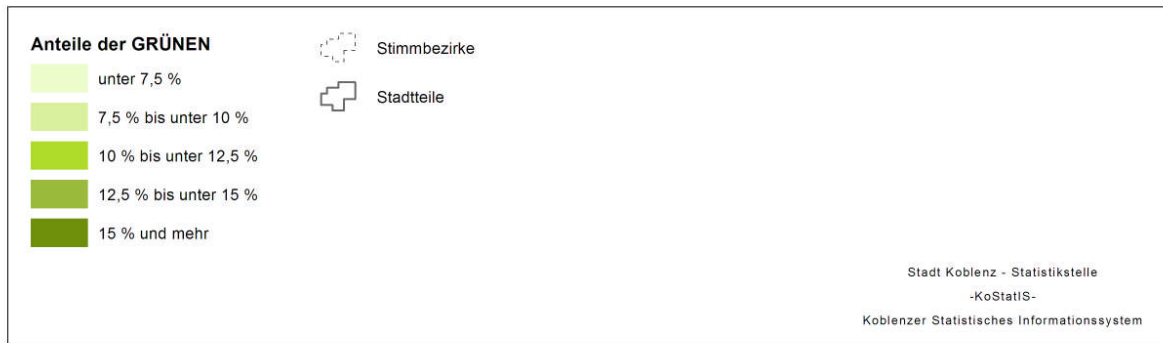 Anteile der GRÜNEN
unter 7,5 %
7,5 % bis unter 10 %
10 % bis unter 12,5 %
12,5 % bis unter 15 %
15 % und mehr
Stimmbezirke
Stadtteile
Stadt Koblenz - Statistikstelle
-KoStatIS-
Koblenzer Statistisches Informationssystem